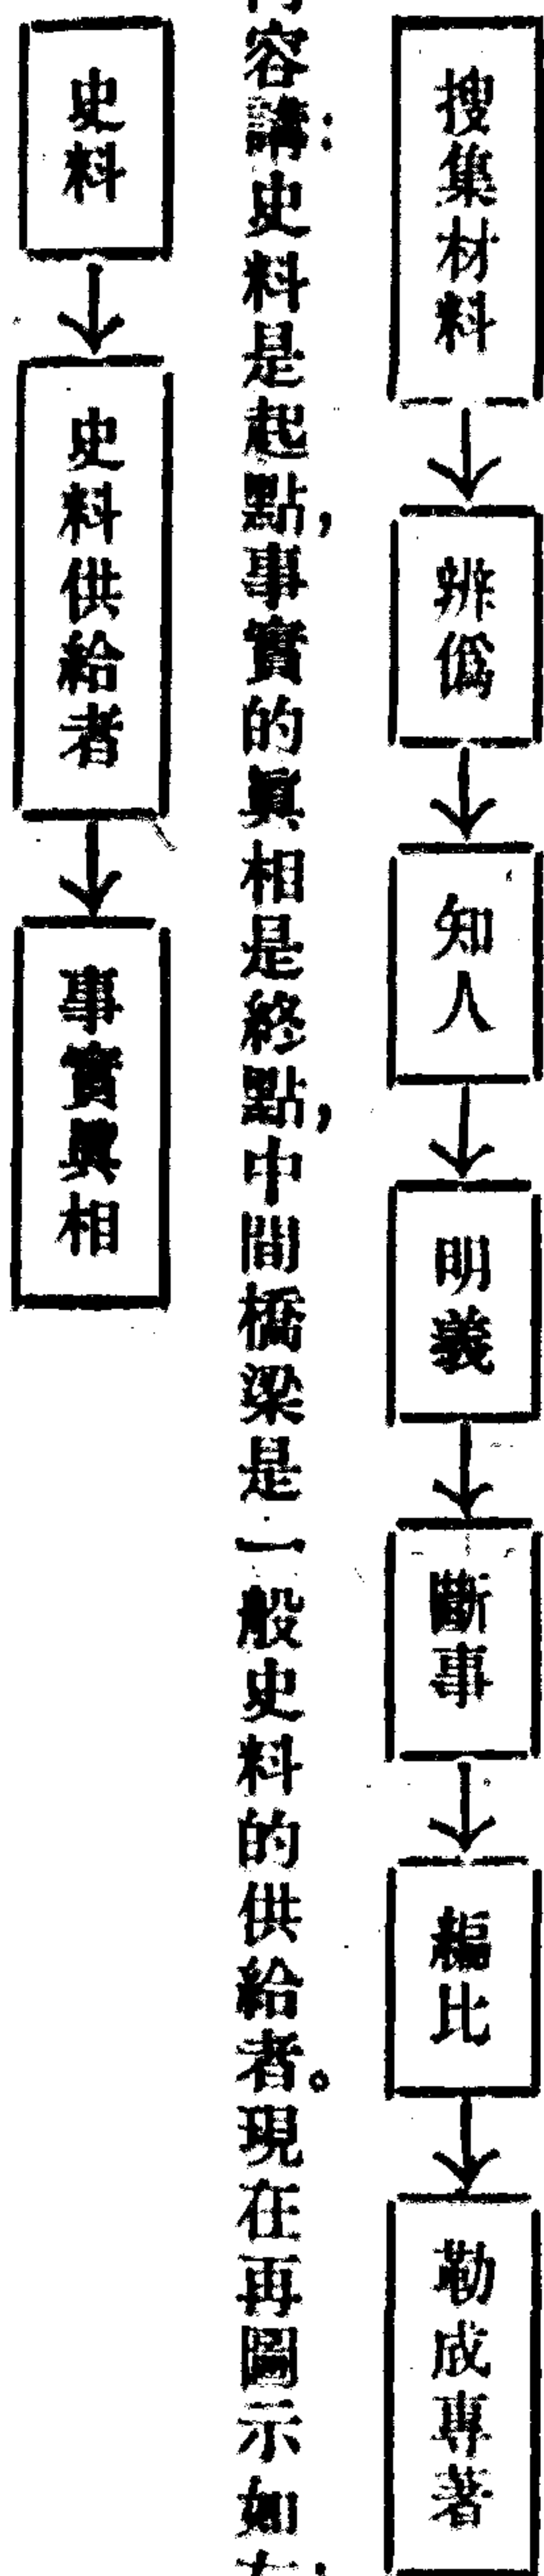 搜集材料 → 辨僞 → 知人 → 明義 → 斷事 → 編比 → 勒成專著
容講：史料是起點，事實的眞相是終點，中間橋梁是一般史料的供給者。現在再圖示如
史料 → 史料供給者 → 事實眞相